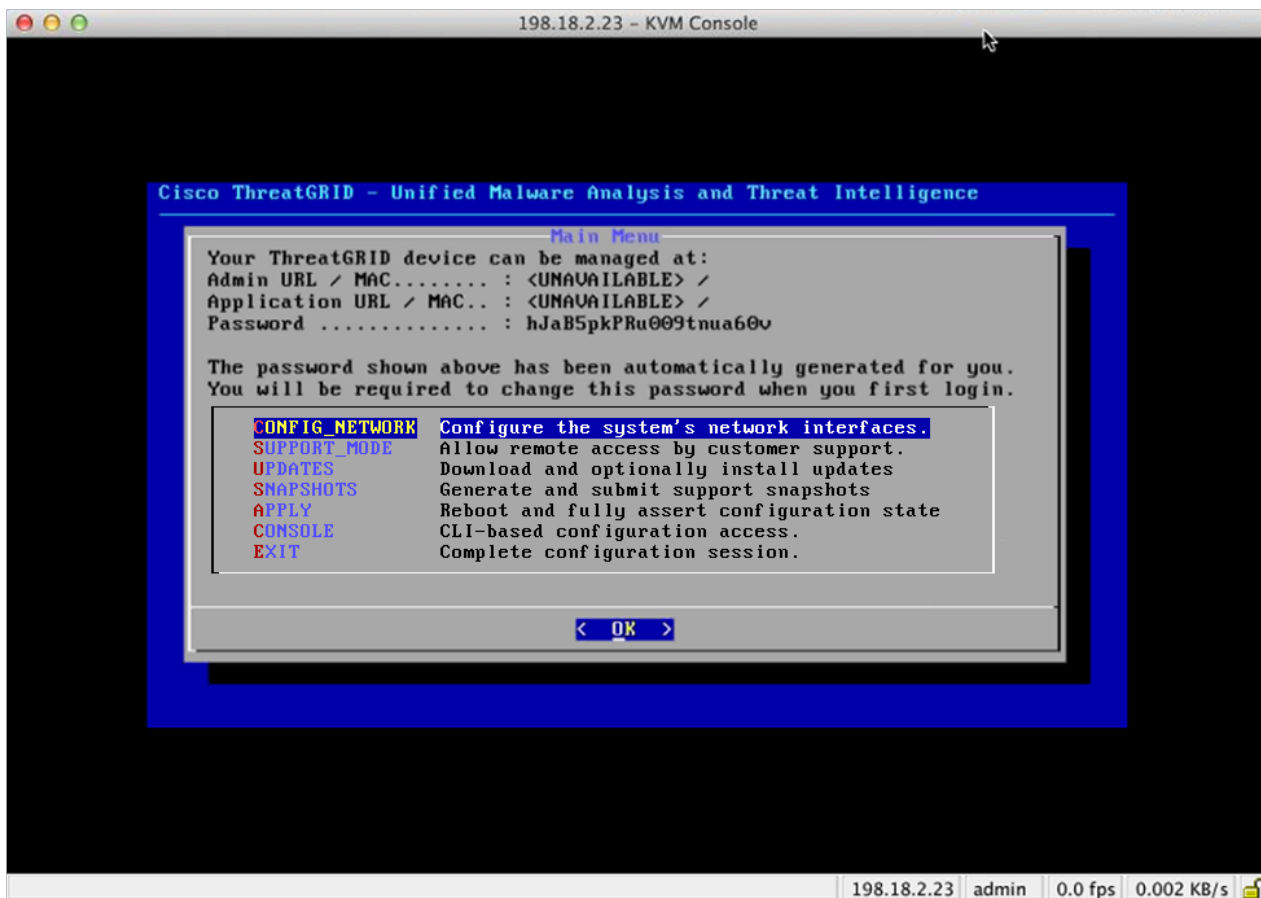 198.18.2.23 – KVM Console
Cisco ThreatGRID - Unified Malware Analysis and Threat Intelligence
Main Menu
Your ThreatGRID device can be managed at:
Admin URL / MAC........ : <UNAVAILABLE> /
Application URL / MAC.. : <UNAVAILABLE> /
Password .............. : hJaB5pkPRu009tnua60v
The password shown above has been automatically generated for you.
You will be required to change this password when you first login.
CONFIG_NETWORK Configure the system's network interfaces.
SUPPORT_MODE Allow remote access by customer support.
UPDATES Download and optionally install updates
SNAPSHOTS Generate and submit support snapshots
APPLY Reboot and fully assert configuration state
CONSOLE CLI-based configuration access.
EXIT Complete configuration session.
< OK >
198.18.2.23 admin 0.0 fps 0.002 KB/s